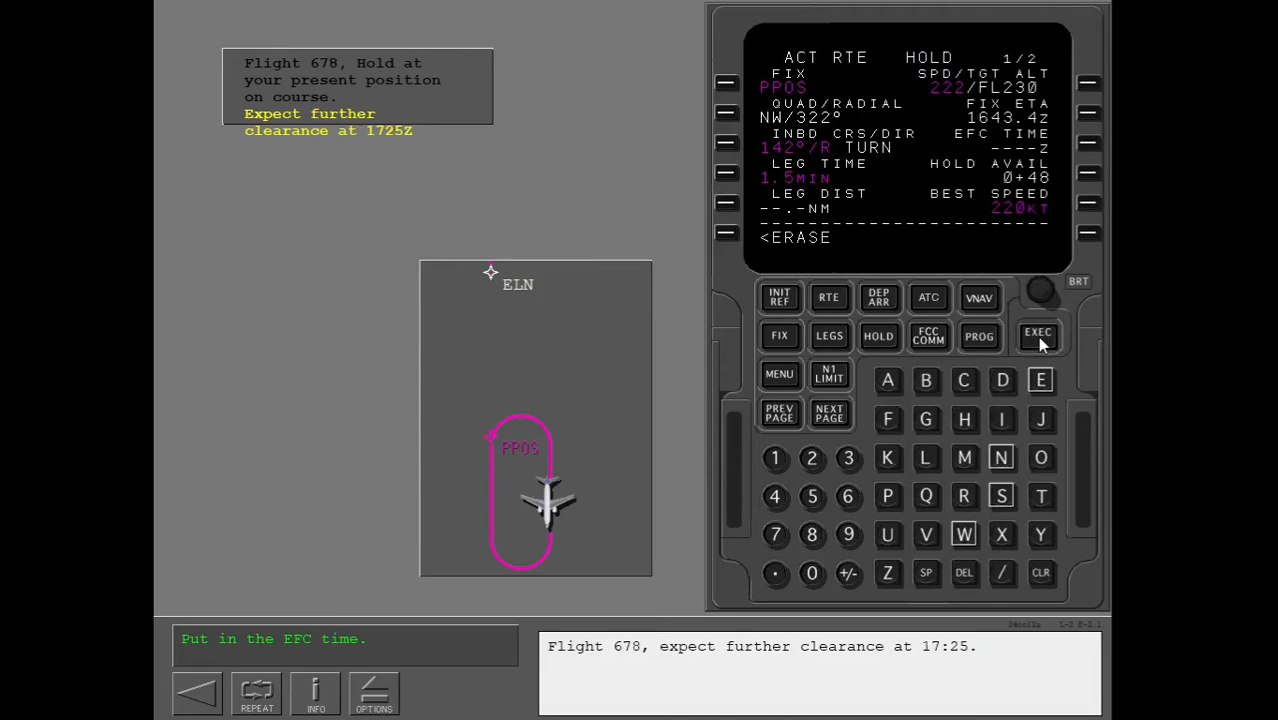 Flight 678, Hold at
your present position
on course.
Expect further
clearance at 1725Z
ELN
PPOS
ACT RTE HOLD 1/2
FIX SPD/TGT ALT
PPOS 222/FL230
QUAD/RADIAL FIX ETA
NW/322° 1643.4Z
INBD CRS/DIR EFC TIME
142°/R TURN ----Z
LEG TIME HOLD AVAIL
1.5MIN 0+48
LEG DIST BEST SPEED
--.-NM 220KT
------------------------
<ERASE
BRT
INIT REF
RTE
DEP ARR
ATC
VNAV
FIX
LEGS
HOLD
FCC COMM
PROG
EXEC
MENU
N1 LIMIT
PREV PAGE
NEXT PAGE
A B C D E
F G H I J
1 2 3 K L M N O
4 5 6 P Q R S T
7 8 9 U V W X Y
. 0 +/- Z SP DEL / CLR
Put in the EFC time.
REPEAT
INFO
OPTIONS
L-2 F-2.1
Flight 678, expect further clearance at 17:25.